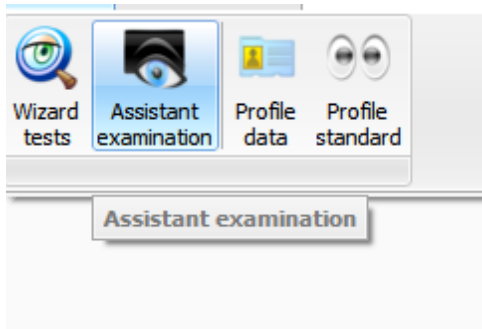 Wizard
tests
Assistant
examination
Profile
data
Profile
standard
Assistant examination